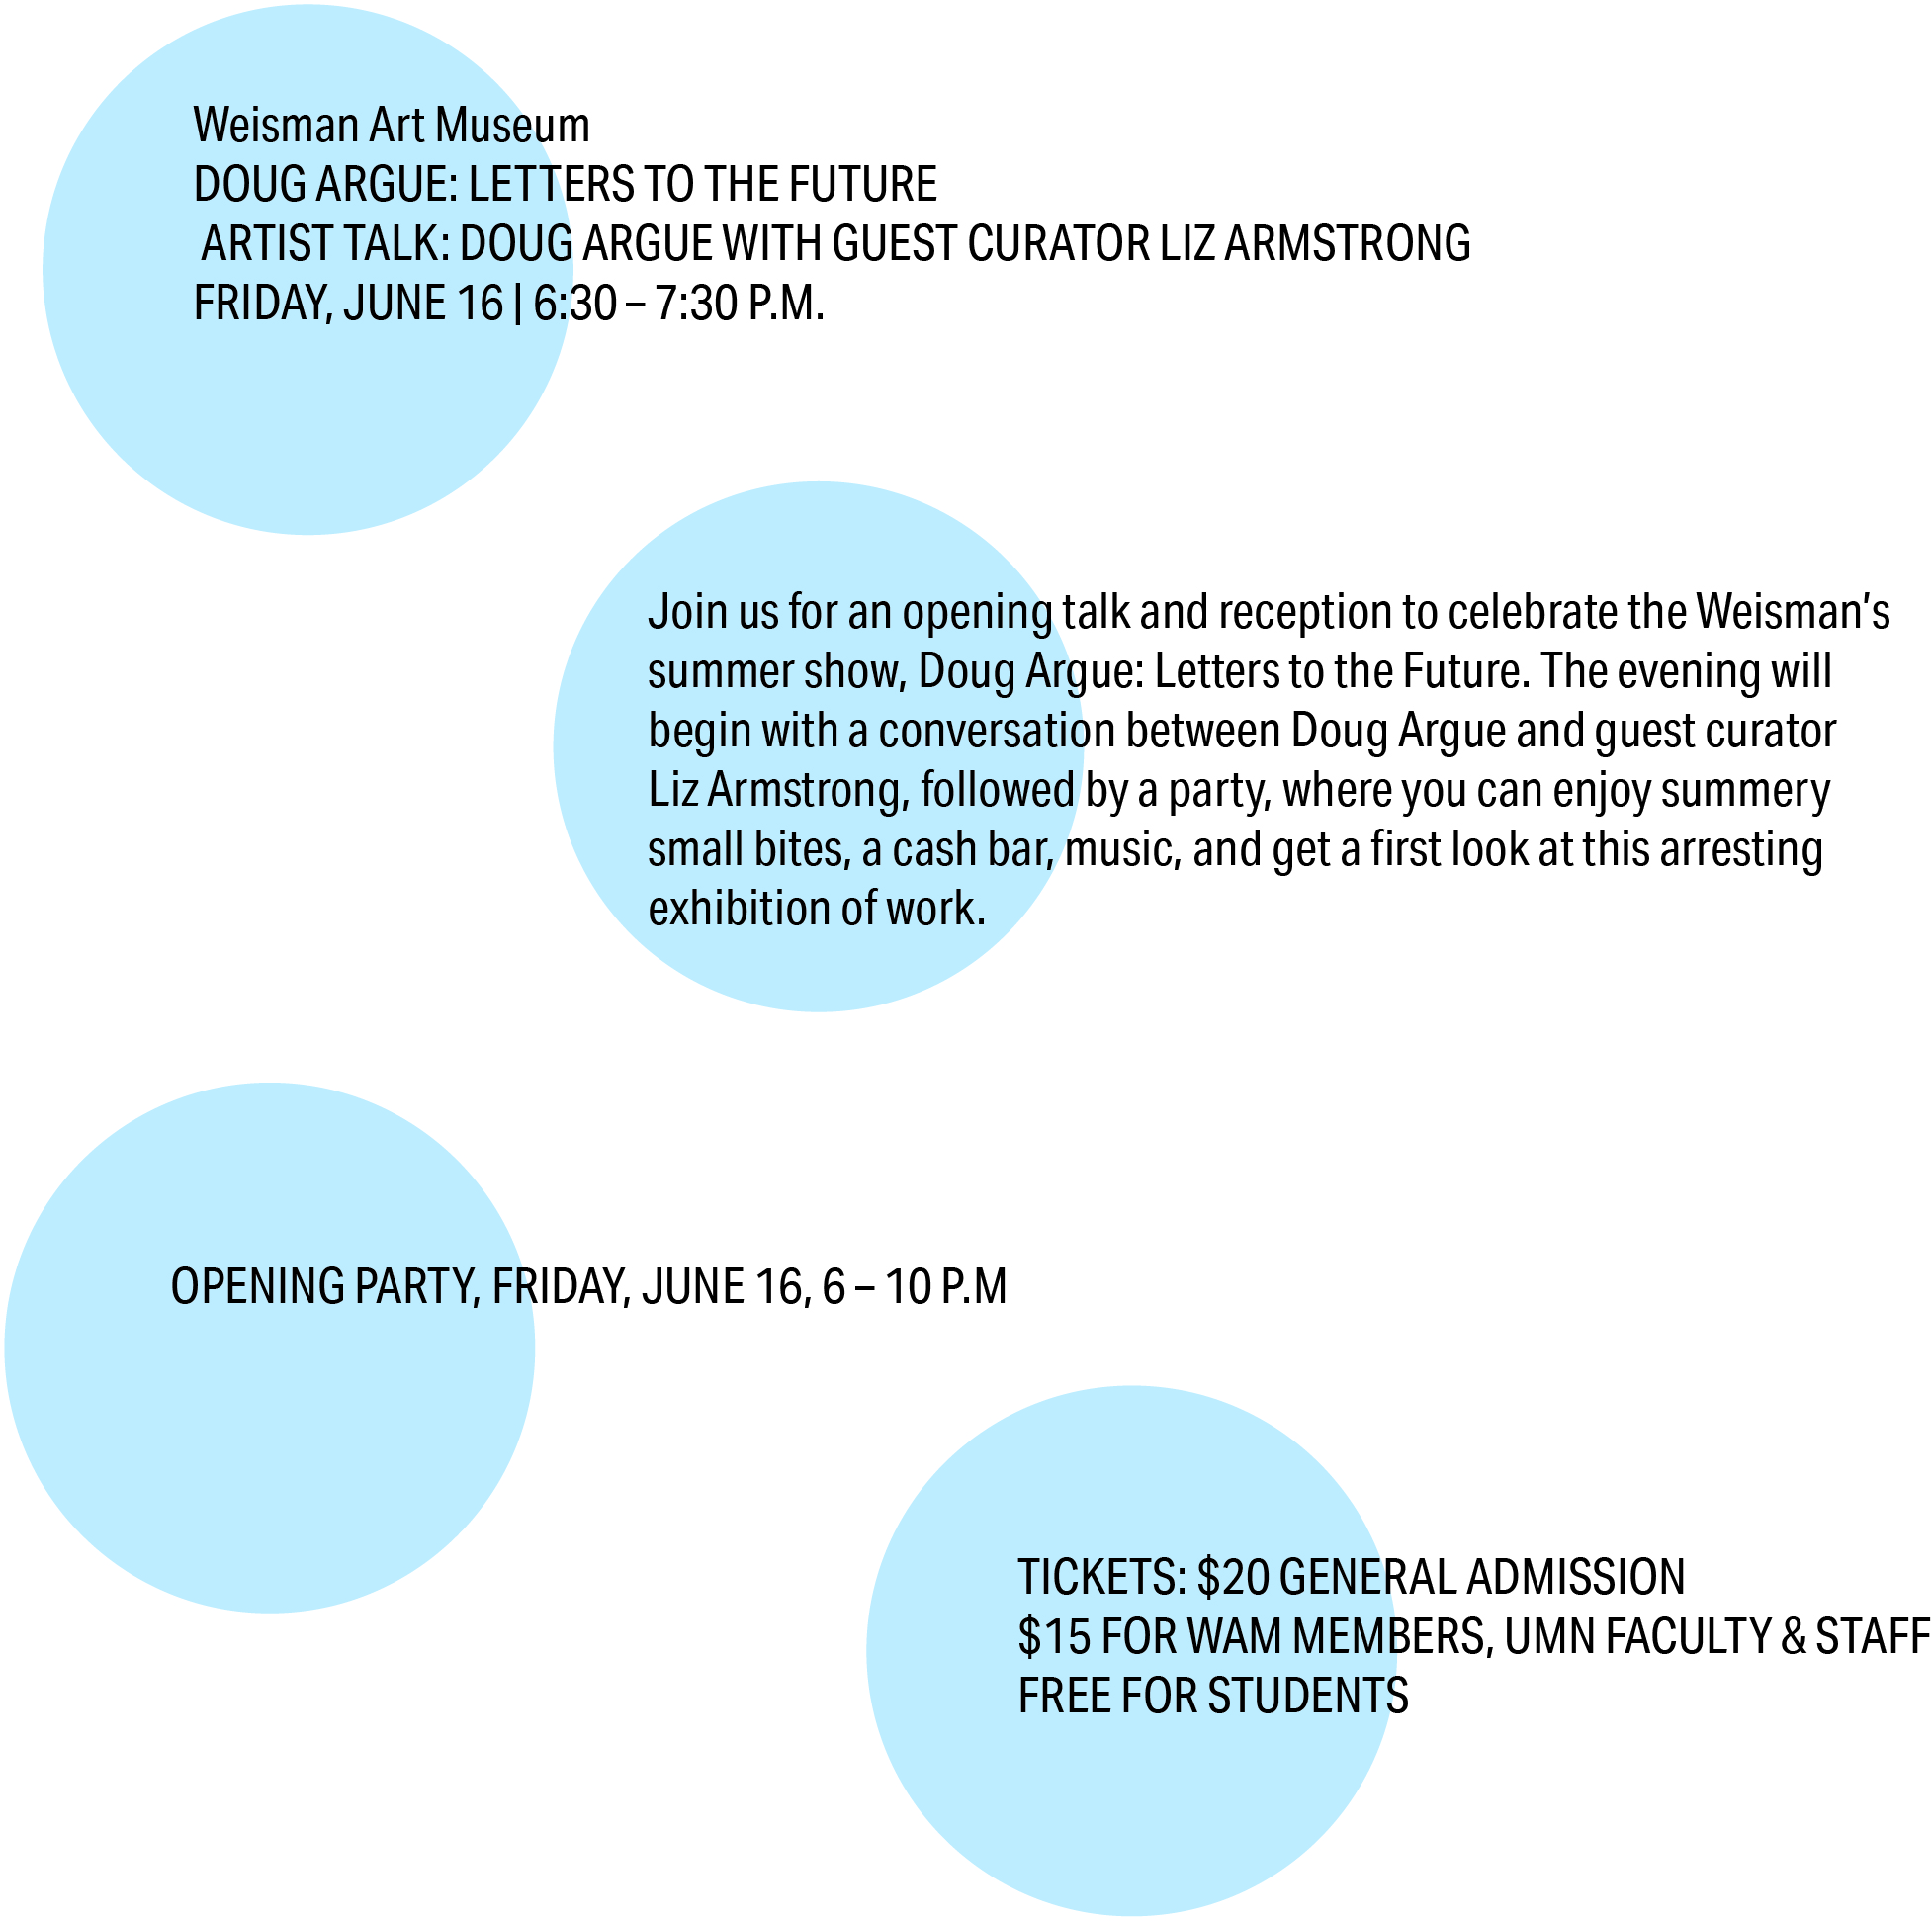 Weisman Art Museum
DOUG ARGUE: LETTERS TO THE FUTURE
ARTIST TALK: DOUG ARGUE WITH GUEST CURATOR LIZ ARMSTRONG
FRIDAY, JUNE 16 | 6:30 – 7:30 P.M.
Join us for an opening talk and reception to celebrate the Weisman’s
summer show, Doug Argue: Letters to the Future. The evening will
begin with a conversation between Doug Argue and guest curator
Liz Armstrong, followed by a party, where you can enjoy summery
small bites, a cash bar, music, and get a first look at this arresting
exhibition of work.
OPENING PARTY, FRIDAY, JUNE 16, 6 – 10 P.M
TICKETS: $20 GENERAL ADMISSION
$15 FOR WAM MEMBERS, UMN FACULTY & STAFF
FREE FOR STUDENTS